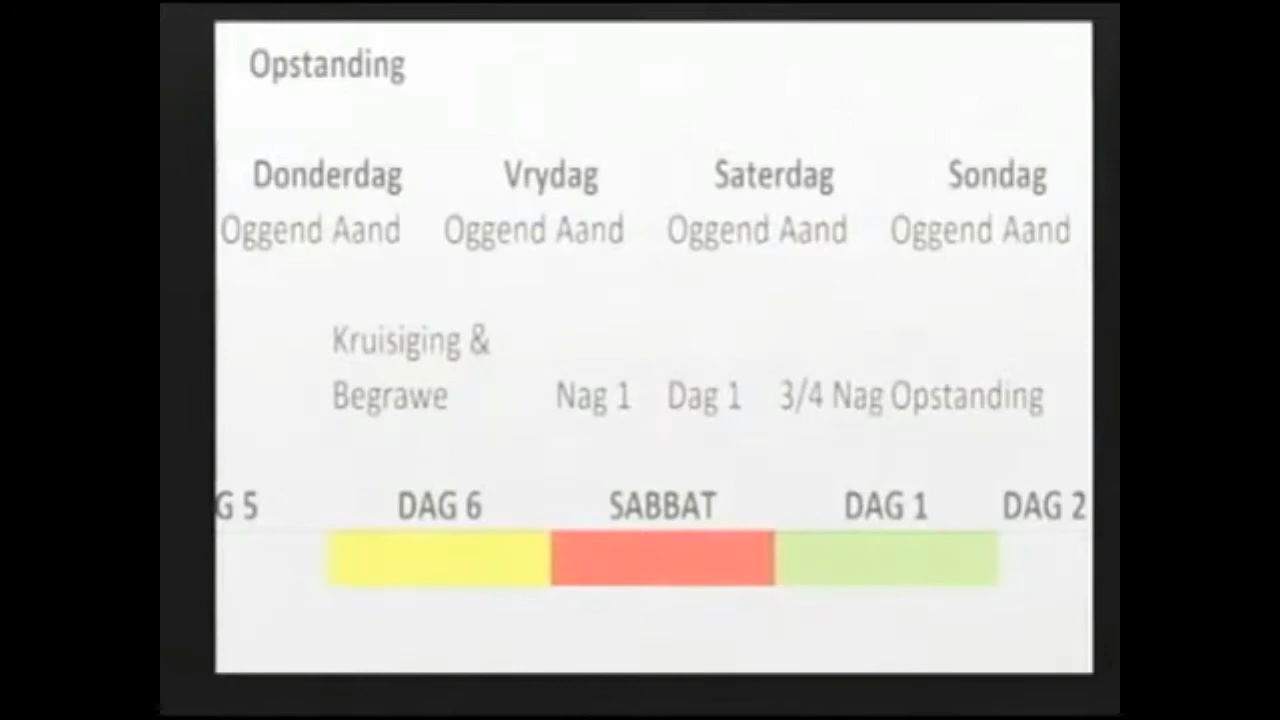 Opstanding
Donderdag Vrydag Saterdag Sondag
Oggend Aand Oggend Aand Oggend Aand Oggend Aand
Kruisiging &
Begrawe Nag 1 Dag 1 3/4 Nag Opstanding
G 5 DAG 6 SABBAT DAG 1 DAG 2